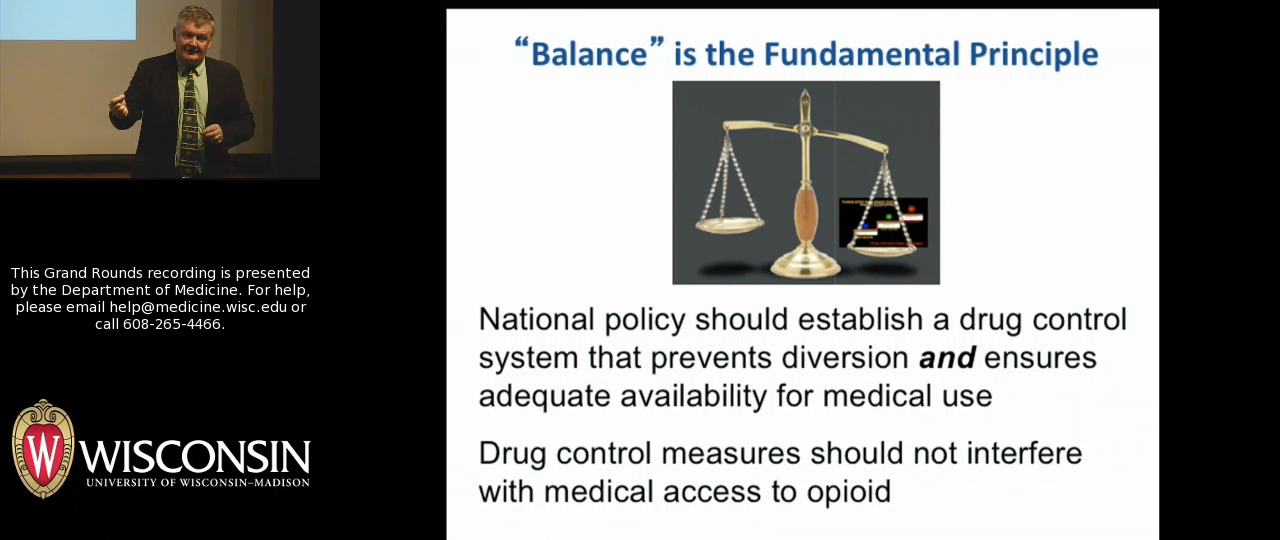 This Grand Rounds recording is presented
by the Department of Medicine. For help,
please email help@medicine.wisc.edu or
call 608-265-4466.
W
WISCONSIN
UNIVERSITY OF WISCONSIN–MADISON
“Balance” is the Fundamental Principle
National policy should establish a drug control
system that prevents diversion and ensures
adequate availability for medical use
Drug control measures should not interfere
with medical access to opioid